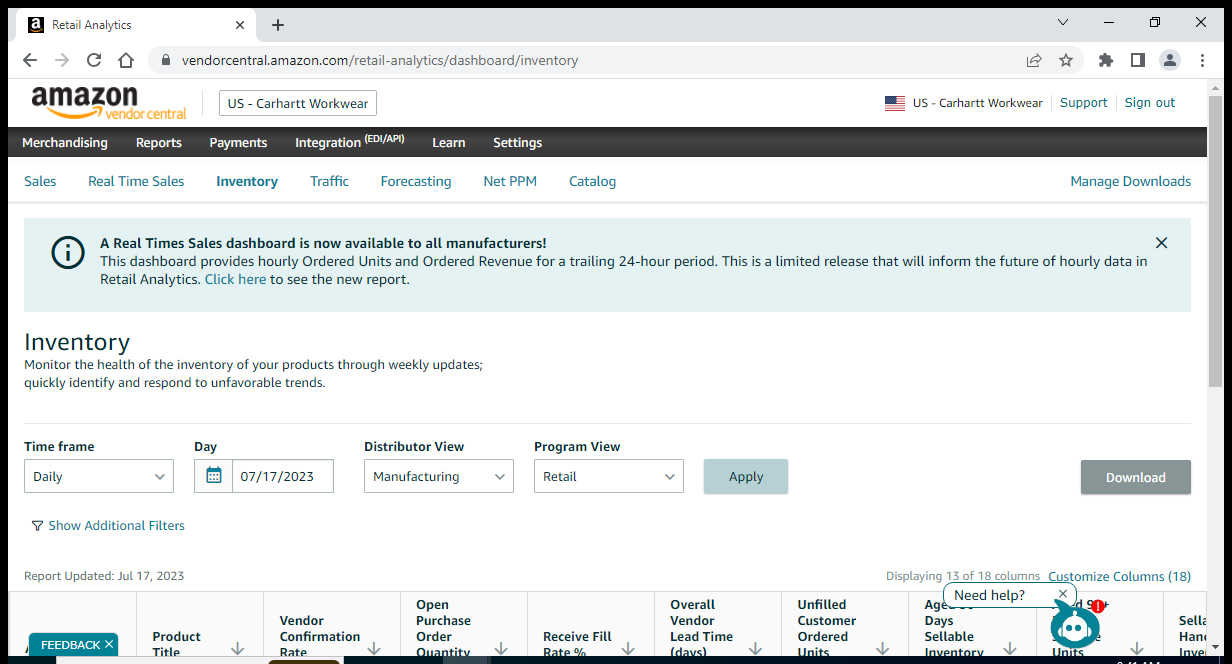 Retail Analytics
vendorcentral.amazon.com/retail-analytics/dashboard/inventory
amazon
vendor central
US - Carhartt Workwear
US - Carhartt Workwear
Support
Sign out
Merchandising
Reports
Payments
Integration (EDI/API)
Learn
Settings
Sales
Real Time Sales
Inventory
Traffic
Forecasting
Net PPM
Catalog
Manage Downloads
A Real Times Sales dashboard is now available to all manufacturers!
This dashboard provides hourly Ordered Units and Ordered Revenue for a trailing 24-hour period. This is a limited release that will inform the future of hourly data in
Retail Analytics. Click here to see the new report.
Inventory
Monitor the health of the inventory of your products through weekly updates;
quickly identify and respond to unfavorable trends.
Time frame
Day
Distributor View
Program View
Daily
07/17/2023
Manufacturing
Retail
Apply
Download
Show Additional Filters
Report Updated: Jul 17, 2023
Displaying 13 of 18 columns
Customize Columns (18)
Need help?
FEEDBACK
Product
Title
Vendor
Confirmation
Rate
Open
Purchase
Order
Quantity
Receive Fill
Rate %
Overall
Vendor
Lead Time
(days)
Unfilled
Customer
Ordered
Units
Days
Sellable
Inventory
Units